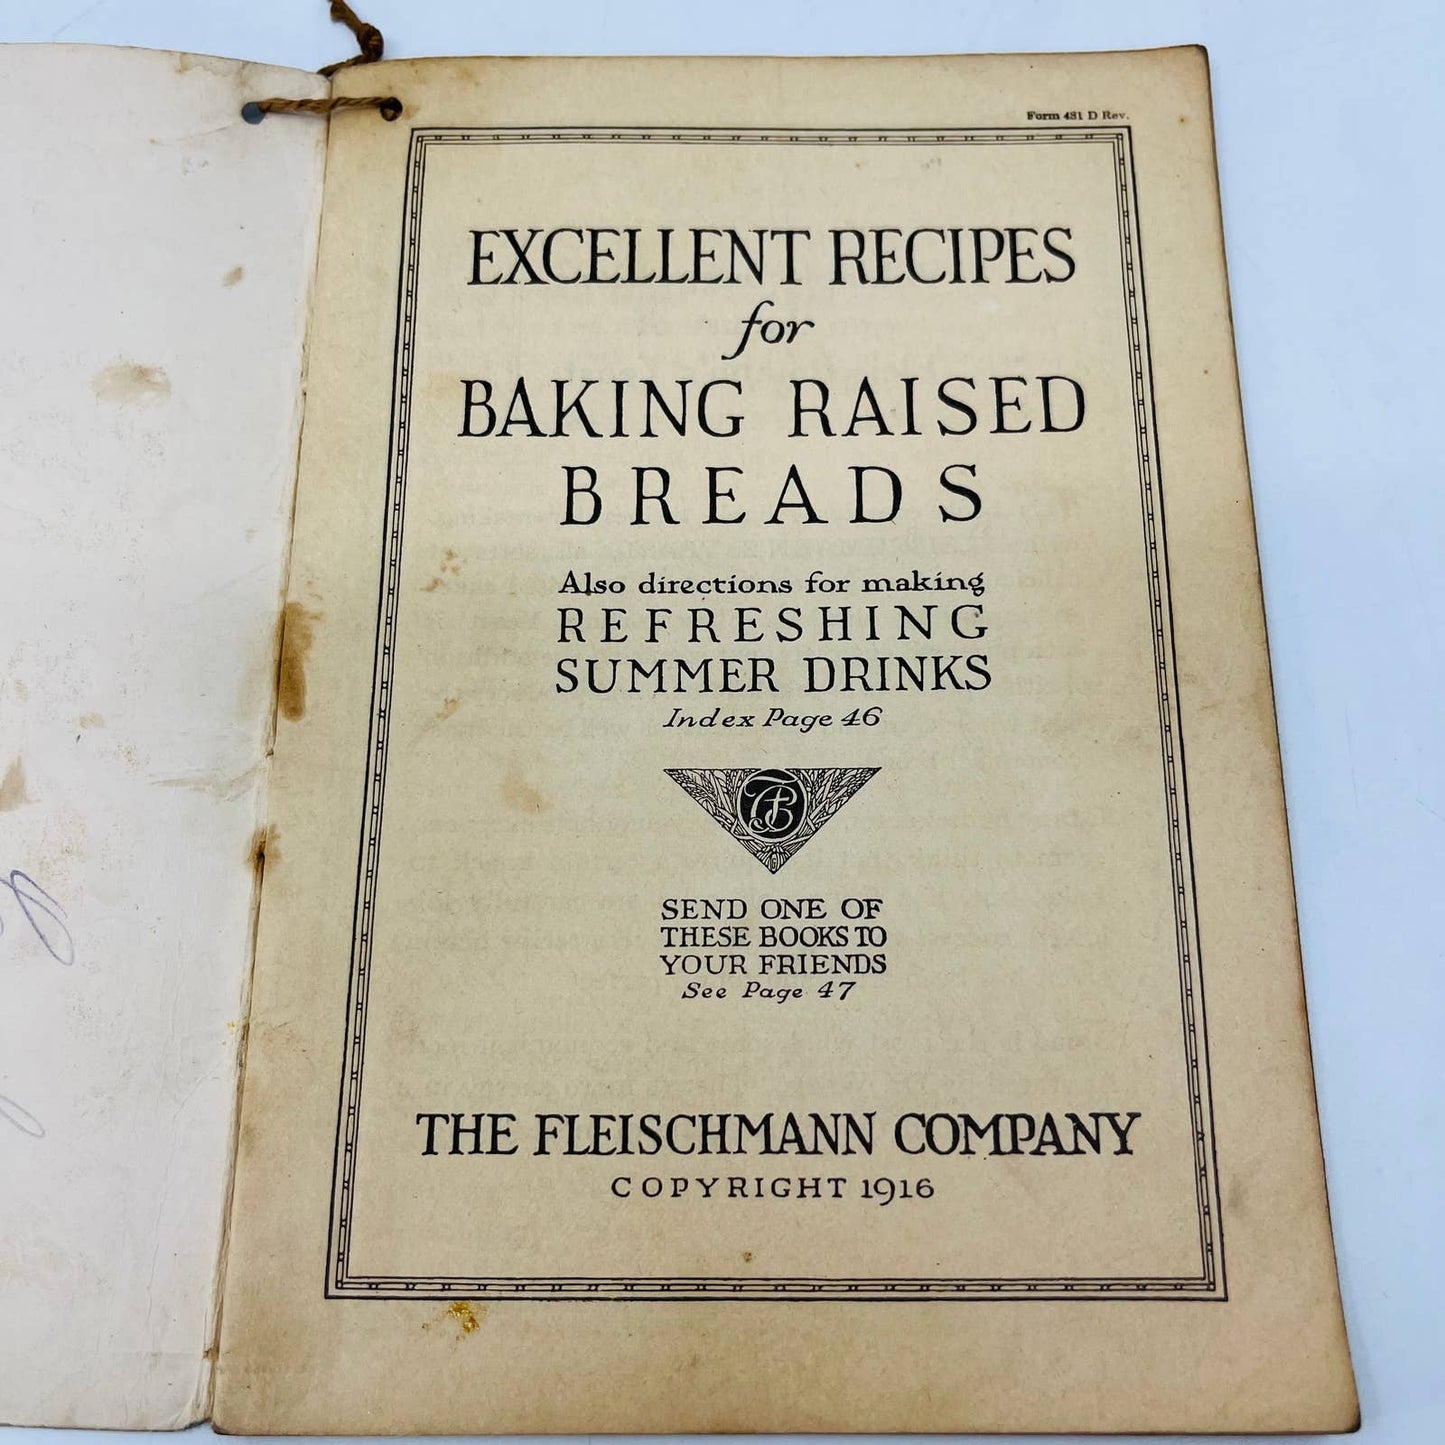 Form 431 D Rev.
EXCELLENT RECIPES
for
BAKING RAISED
BREADS
Also directions for making
REFRESHING
SUMMER DRINKS
Index Page 46
SEND ONE OF
THESE BOOKS TO
YOUR FRIENDS
See Page 47
THE FLEISCHMANN COMPANY
COPYRIGHT 1916